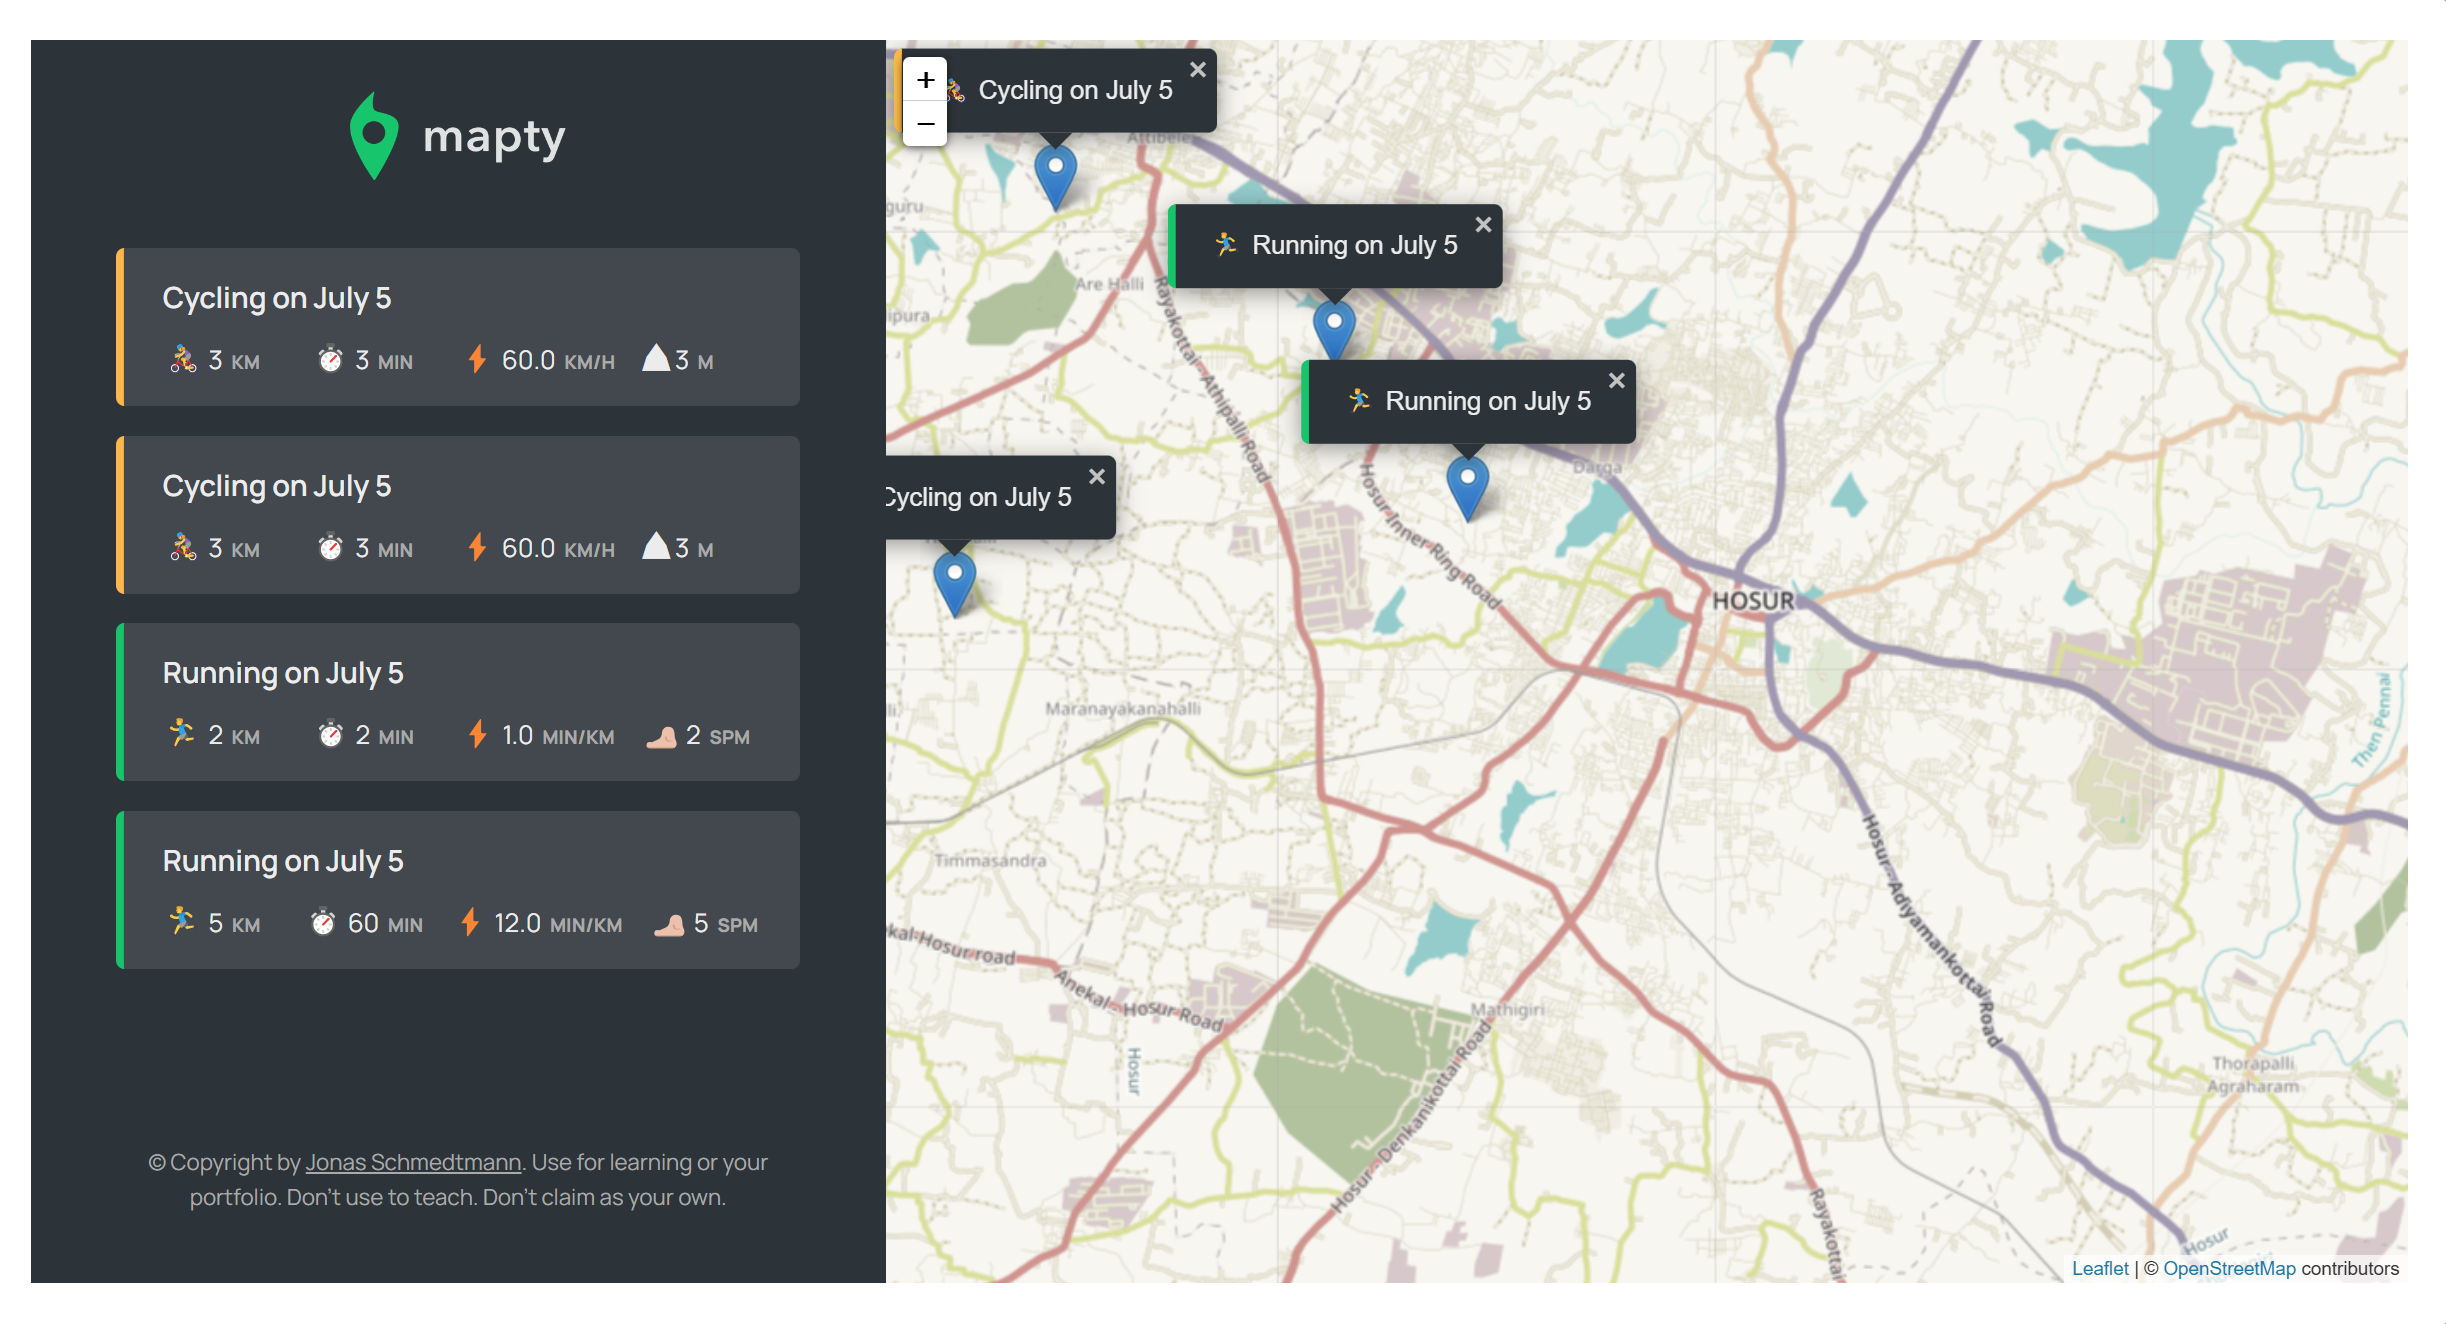 mapty
Cycling on July 5
3 KM 3 MIN 60.0 KM/H 3 M
Cycling on July 5
3 KM 3 MIN 60.0 KM/H 3 M
Running on July 5
2 KM 2 MIN 1.0 MIN/KM 2 SPM
Running on July 5
5 KM 60 MIN 12.0 MIN/KM 5 SPM
© Copyright by Jonas Schmedtmann. Use for learning or your
portfolio. Don't use to teach. Don't claim as your own.
+
−
Cycling on July 5 ×
Attibele
guru
Running on July 5 ×
Are Halli
ipura
Rayakottai - Athipalli Road
Running on July 5 ×
Darga
Cycling on July 5 ×
Hosur Inner Ring Road
HOSUR
Maranayakanahalli
Then Pennai
Timmasandra
kal-Hosur road
Anekal - Hosur Road
Hosur
Mathigiri
Hosur - Denkanikottai Road
Hosur - Adiyamankottai Road
Thorapalli
Agraharam
Rayakottai
Hosur
Leaflet | © OpenStreetMap contributors